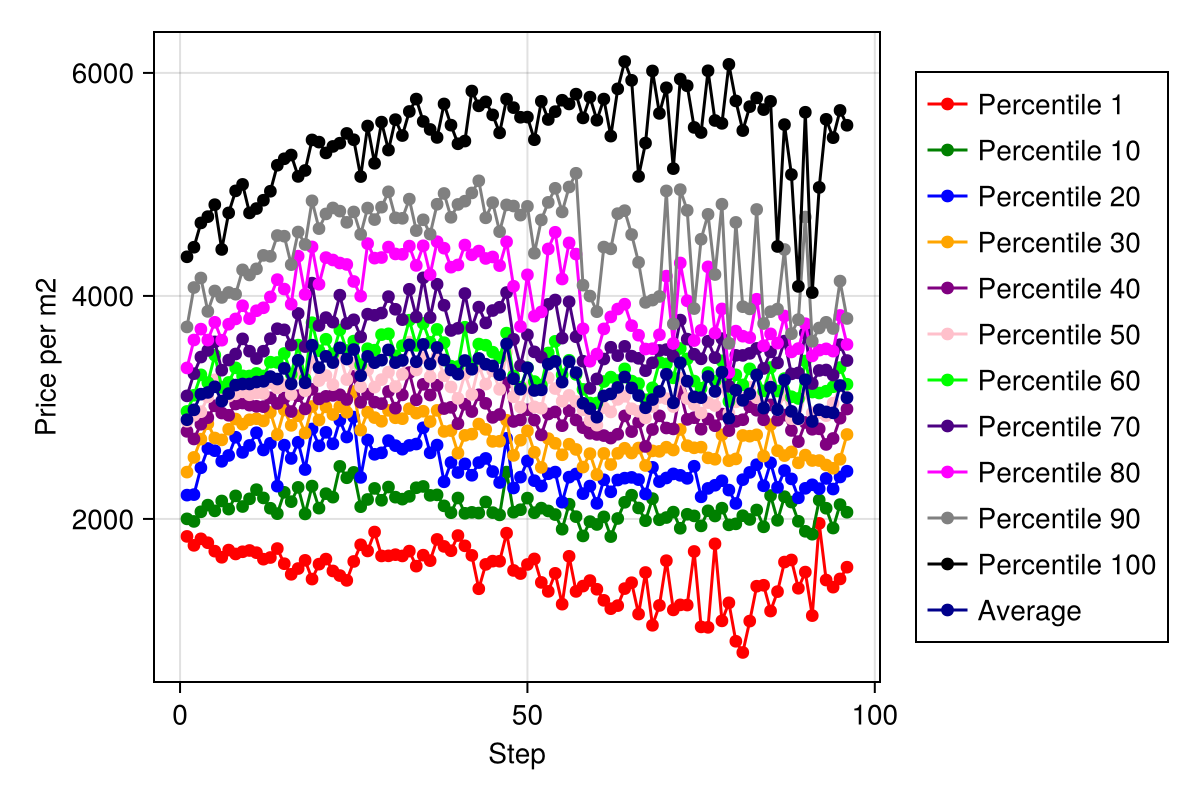 Price per m2
6000
4000
2000
0
50
100
Step
Percentile 1
Percentile 10
Percentile 20
Percentile 30
Percentile 40
Percentile 50
Percentile 60
Percentile 70
Percentile 80
Percentile 90
Percentile 100
Average